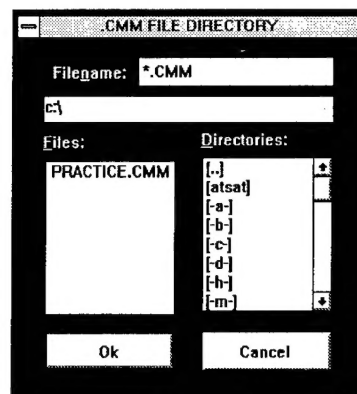 .CMM FILE DIRECTORY
Filename: *.CMM
c:\
Files: Directories:
PRACTICE.CMM
[..]
[atsat]
[-a-]
[-b-]
[-c-]
[-d-]
[-h-]
[-m-]
Ok Cancel